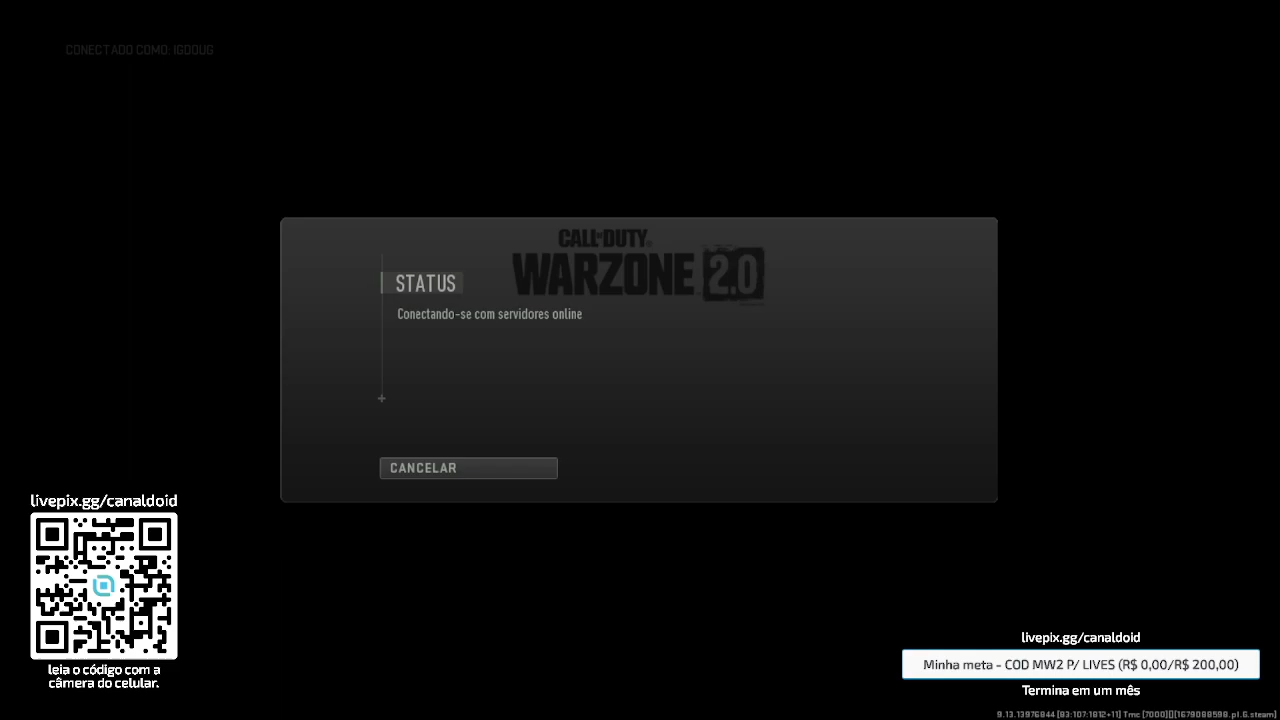 CONECTADO COMO: IGDOUG
CALL OF DUTY
WARZONE 2.0
STATUS
Conectando-se com servidores online
CANCELAR
livepix.gg/canaldoid
leia o código com a
câmera do celular.
livepix.gg/canaldoid
Minha meta - COD MW2 P/ LIVES (R$ 0,00/R$ 200,00)
Termina em um mês